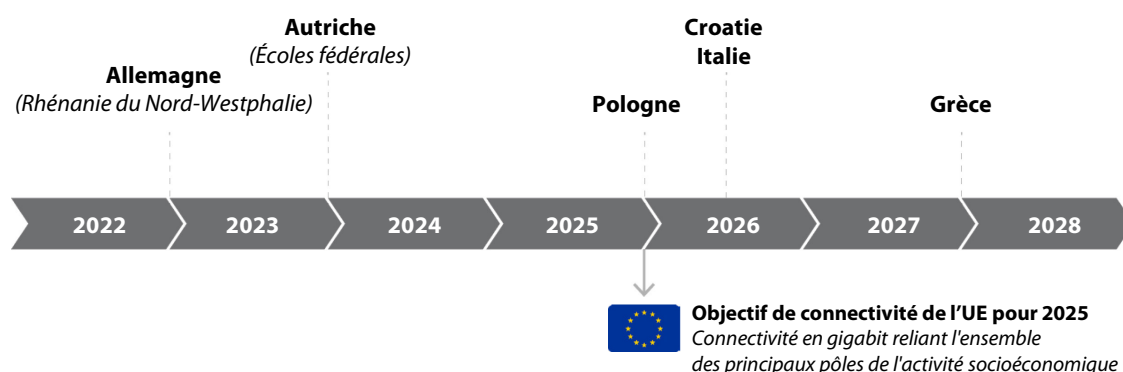 Autriche
(Écoles fédérales)
Croatie
Italie
Allemagne
(Rhénanie du Nord-Westphalie)
Pologne
Grèce
2022
2023
2024
2025
2026
2027
2028
Objectif de connectivité de l’UE pour 2025
Connectivité en gigabit reliant l'ensemble
des principaux pôles de l'activité socioéconomique